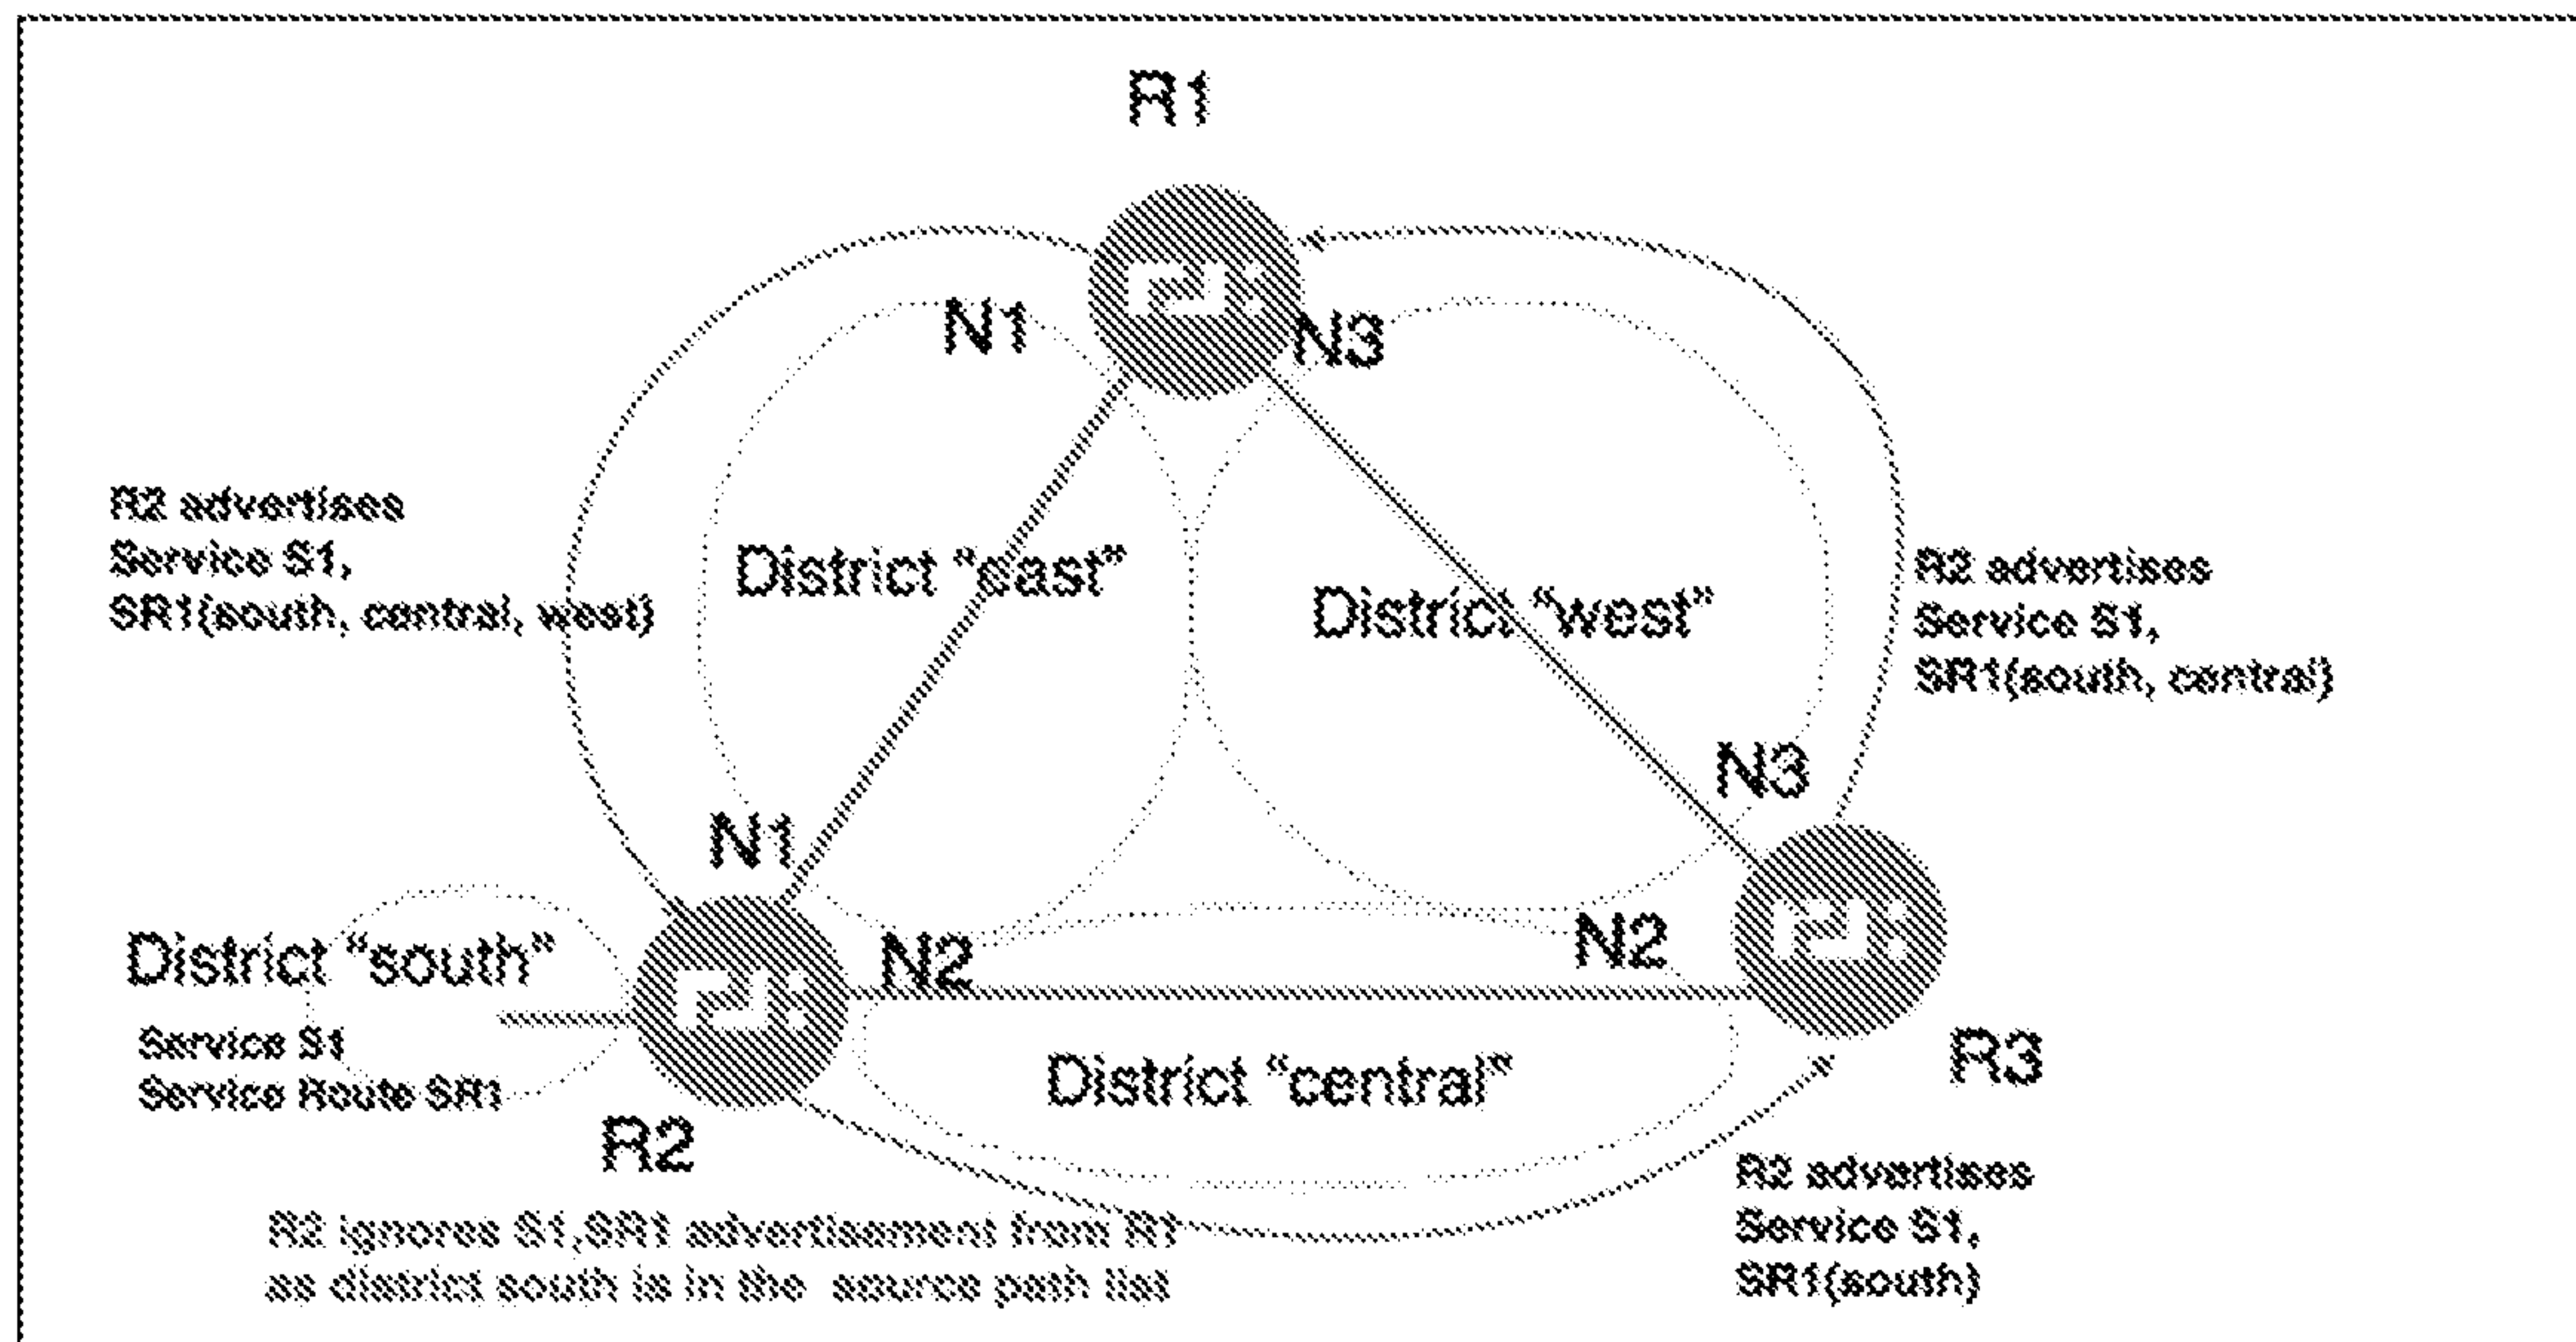 R1
N1
N3
R2 advertises
Service S1,
SR1(south, central, west)
District "east"
District "west"
R2 advertises
Service S1,
SR1(south, central)
N3
N1
N2
N2
District "south"
Service S1
Service Route SR1
R2
District "central"
R3
R2 advertises
Service S1,
SR1(south)
R2 ignores S1,SR1 advertisement from R1
as district south is in the source path list